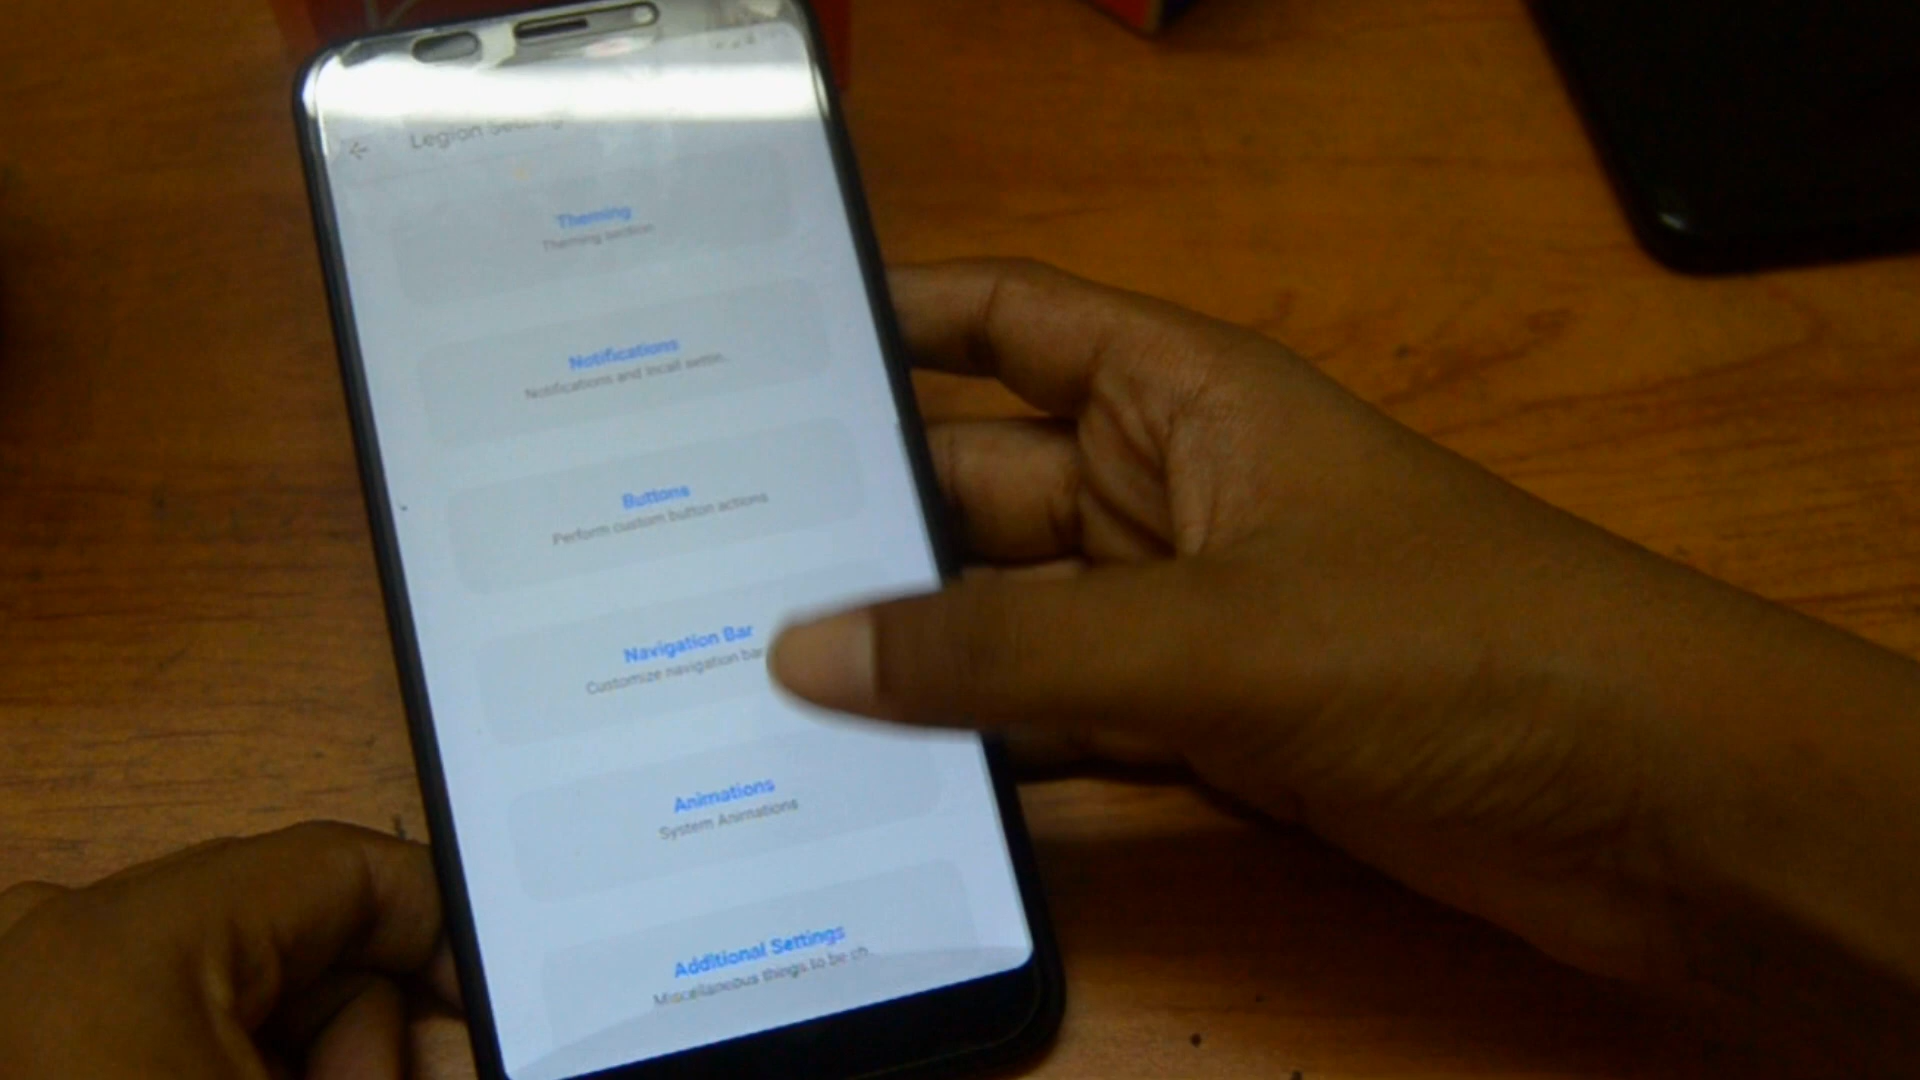 Legion
Theming
Theming section
Notifications
Notifications and incall settin..
Buttons
Perform custom button actions
Navigation Bar
Customize navigation bar
Animations
System Animations
Additional Settings
Miscellaneous things to be ch..